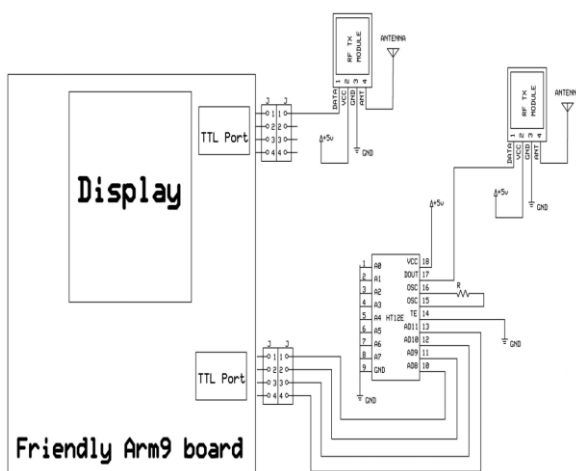 RF TX
MODULE
DATA
VCC
GND
ANT
1
2
3
4
ANTENNA
+5v
GND
TTL Port
J
J
1
1
2
2
3
3
4
4
Display
RF TX
MODULE
DATA
VCC
GND
ANT
1
2
3
4
ANTENN
+5v
GND
+5v
1 A0 VCC 18
2 A1 DOUT 17
3 A2 OSC 16
4 A3 OSC 15
5 A4 HT12E TE 14
6 A5 AD11 13
7 A6 AD10 12
8 A7 AD9 11
9 GND AD8 10
R
GND
GND
TTL Port
J
J
1
1
2
2
3
3
4
4
Friendly Arm9 board